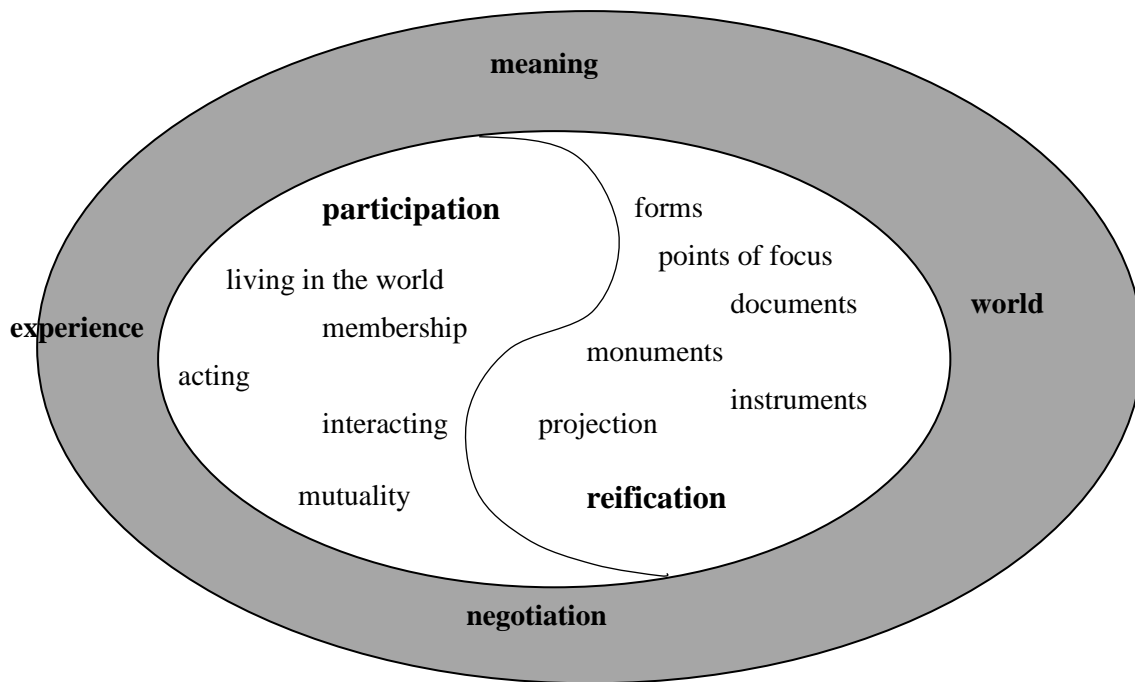 meaning
participation
forms
points of focus
living in the world
documents
world
experience
membership
monuments
acting
instruments
interacting
projection
mutuality
reification
negotiation